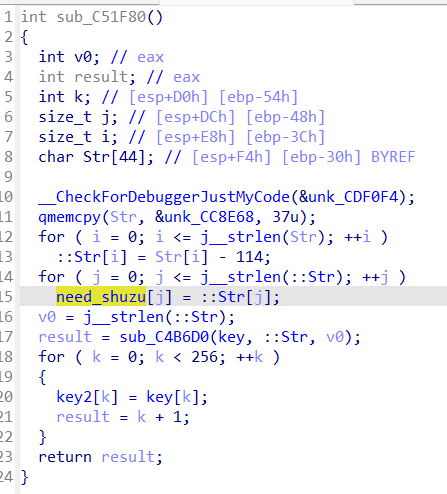 1 int sub_C51F80()
2 {
3 int v0; // eax
4 int result; // eax
5 int k; // [esp+D0h] [ebp-54h]
6 size_t j; // [esp+DCh] [ebp-48h]
7 size_t i; // [esp+E8h] [ebp-3Ch]
8 char Str[44]; // [esp+F4h] [ebp-30h] BYREF
9
10 __CheckForDebuggerJustMyCode(&unk_CDF0F4);
11 qmemcpy(Str, &unk_CC8E68, 37u);
12 for ( i = 0; i <= j__strlen(Str); ++i )
13 ::Str[i] = Str[i] - 114;
14 for ( j = 0; j <= j__strlen(::Str); ++j )
15 need_shuzu[j] = ::Str[j];
16 v0 = j__strlen(::Str);
17 result = sub_C4B6D0(key, ::Str, v0);
18 for ( k = 0; k < 256; ++k )
19 {
20 key2[k] = key[k];
21 result = k + 1;
22 }
23 return result;
24 }